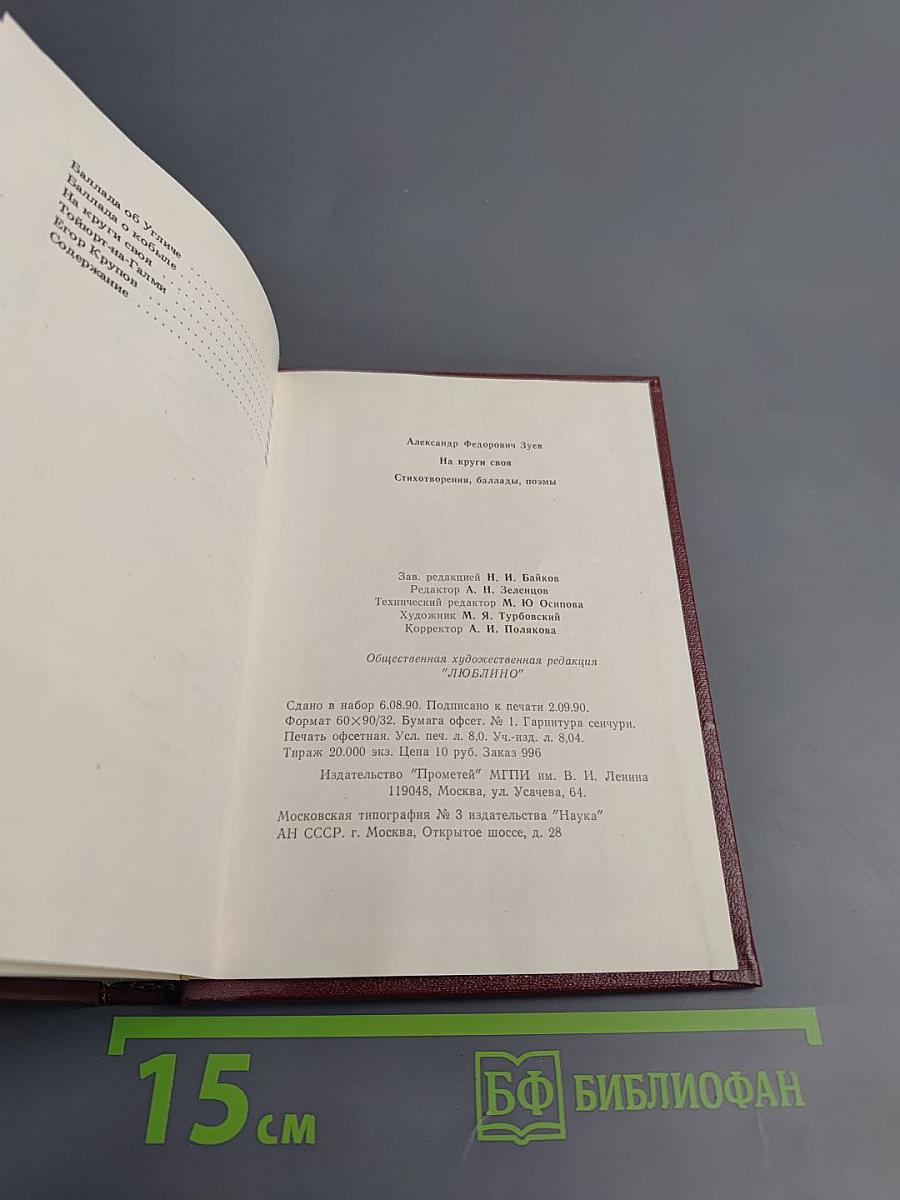 Баллада об Угличе
Баллада о кобыле
На круги своя
Тойюрт-на-Галми
Егор Крупов
Содержание
Александр Федорович Зуев
На круги своя
Стихотворения, баллады, поэмы
Зав. редакцией Н. И. Байков
Редактор А. Н. Зеленцов
Технический редактор М. Ю Осипова
Художник М. Я. Турбовский
Корректор А. И. Полякова
Общественная художественная редакция
"ЛЮБЛИНО"
Сдано в набор 6.08.90. Подписано к печати 2.09.90.
Формат 60×90/32. Бумага офсет. № 1. Гарнитура сенчури.
Печать офсетная. Усл. печ. л. 8,0. Уч.-изд. л. 8,04.
Тираж 20.000 экз. Цена 10 руб. Заказ 996
Издательство "Прометей" МГПИ им. В. И. Ленина
119048, Москва, ул. Усачева, 64.
Московская типография № 3 издательства "Наука"
АН СССР. г. Москва, Открытое шоссе, д. 28
15 см
БФ БИБЛИОФАН